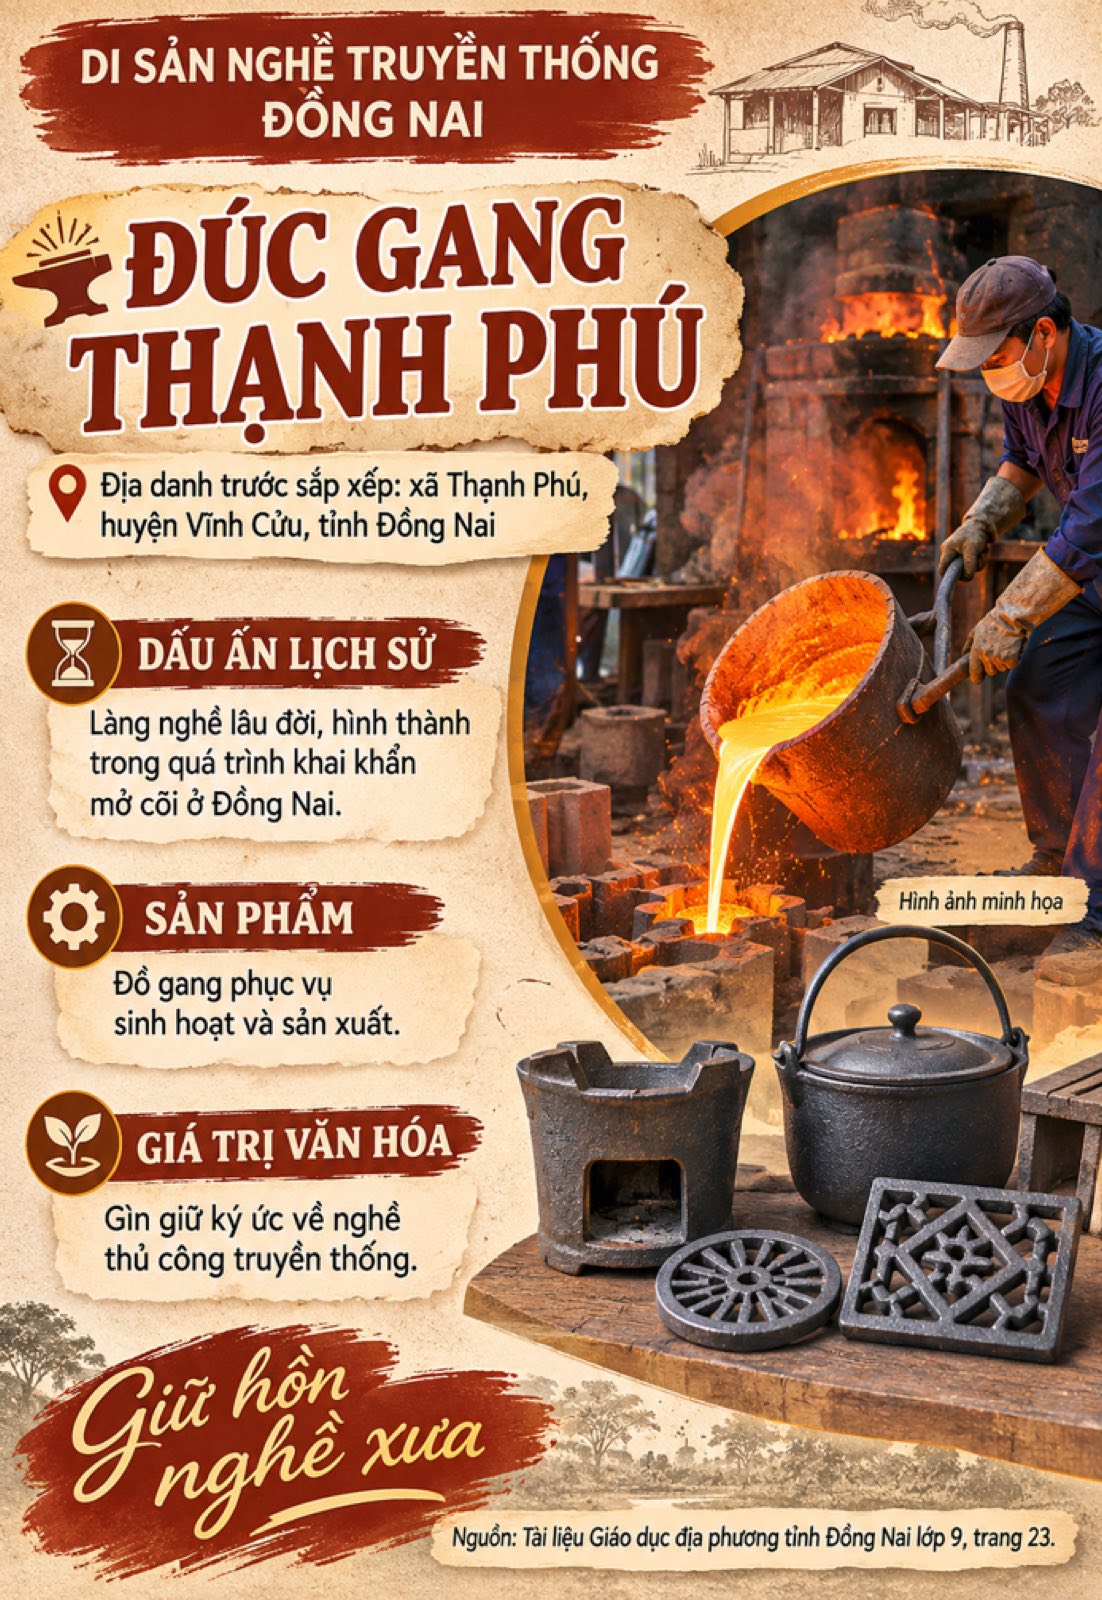 DI SẢN NGHỀ TRUYỀN THỐNG
ĐỒNG NAI
ĐÚC GANG
THẠNH PHÚ
Địa danh trước sắp xếp: xã Thạnh Phú,
huyện Vĩnh Cửu, tỉnh Đồng Nai
DẤU ẤN LỊCH SỬ
Làng nghề lâu đời, hình thành
trong quá trình khai khẩn
mở cõi ở Đồng Nai.
SẢN PHẨM
Đồ gang phục vụ
sinh hoạt và sản xuất.
GIÁ TRỊ VĂN HÓA
Gìn giữ ký ức về nghề
thủ công truyền thống.
Hình ảnh minh họa
Giữ hồn
nghề xưa
Nguồn: Tài liệu Giáo dục địa phương tỉnh Đồng Nai lớp 9, trang 23.